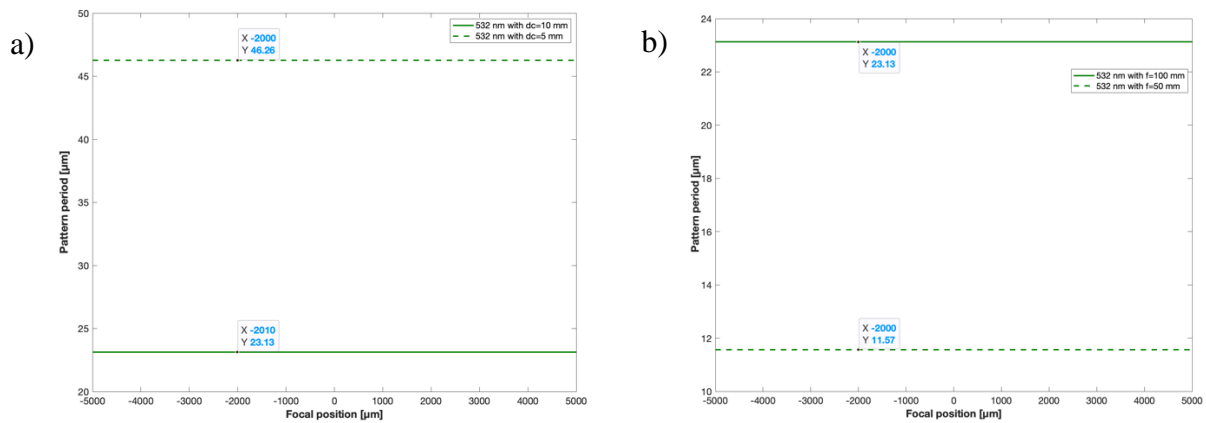 a)
50
45
40
35
30
25
20
-5000 -4000 -3000 -2000 -1000 0 1000 2000 3000 4000 5000
Pattern period [µm]
Focal position [µm]
532 nm with dc=10 mm
532 nm with dc=5 mm
X -2000
Y 46.26
X -2010
Y 23.13
b)
24
22
20
18
16
14
12
10
-5000 -4000 -3000 -2000 -1000 0 1000 2000 3000 4000 5000
Pattern period [µm]
Focal position [µm]
532 nm with f=100 mm
532 nm with f=50 mm
X -2000
Y 23.13
X -2000
Y 11.57